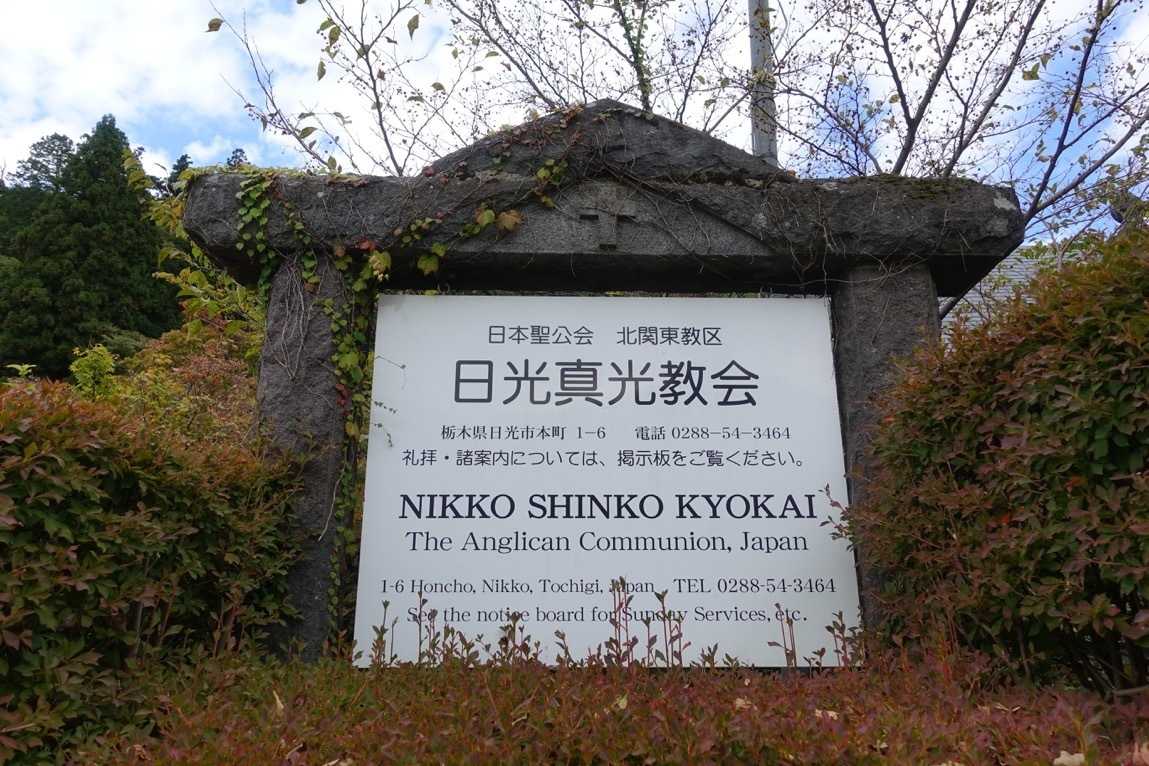 日本聖公会　北関東教区
日光真光教会
栃木県日光市本町 1−6　電話 0288−54−3464
礼拝・諸案内については、掲示板をご覧ください。
NIKKO SHINKO KYOKAI
The Anglican Communion, Japan
1-6 Honcho, Nikko, Tochigi, Japan　TEL 0288-54-3464
See the notice board for Sunday Services, etc.